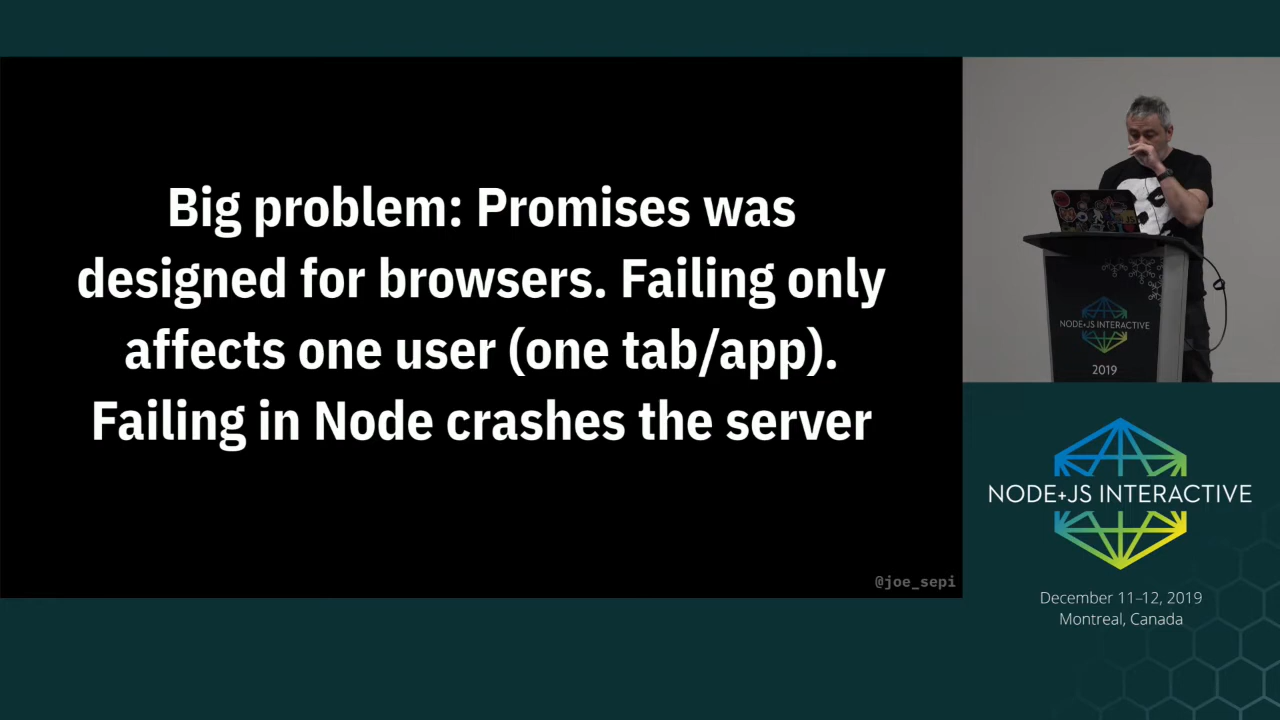 Big problem: Promises was
designed for browsers. Failing only
affects one user (one tab/app).
Failing in Node crashes the server
@joe_sepi
NODE+JS INTERACTIVE
2019
NODE+JS INTERACTIVE
December 11–12, 2019
Montreal, Canada